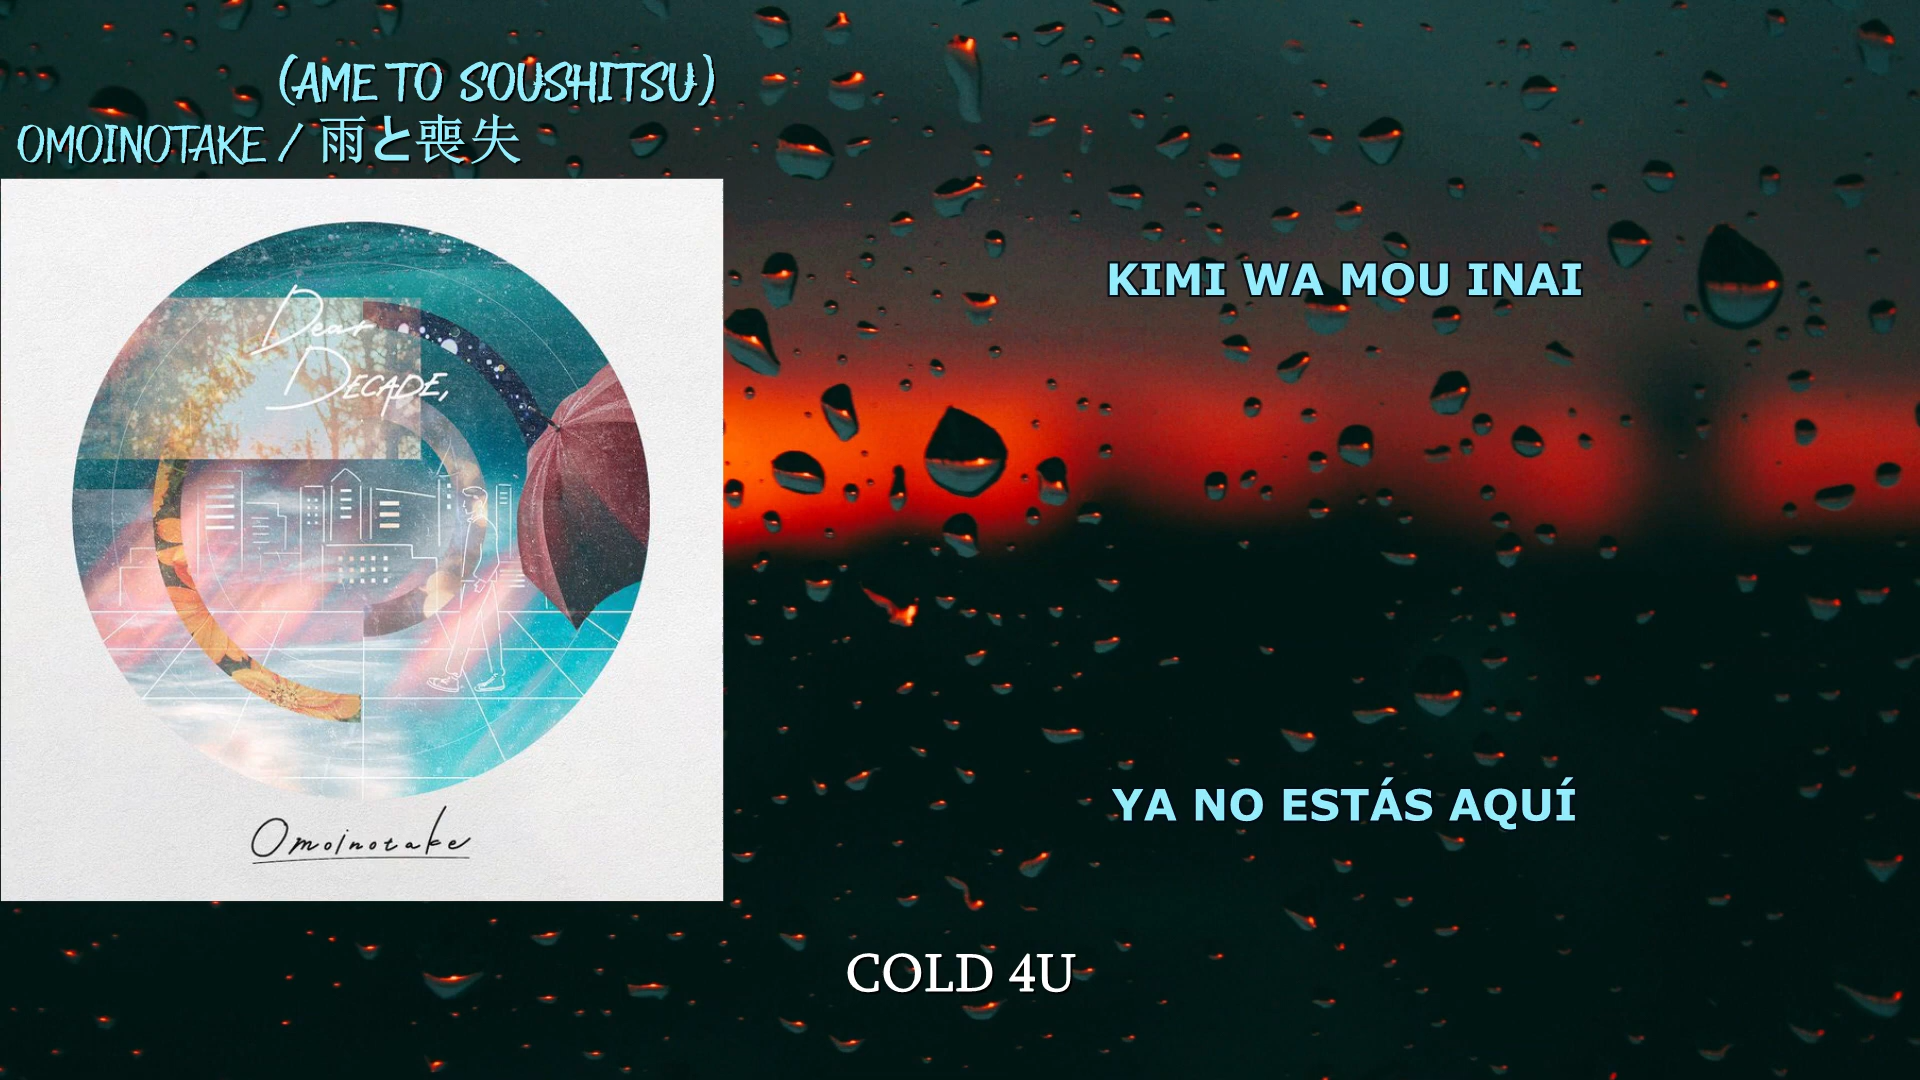 (AME TO SOUSHITSU)
OMOINOTAKE / 雨と喪失
Dear
DECADE,
Omoinotake
KIMI WA MOU INAI
YA NO ESTÁS AQUÍ
COLD 4U